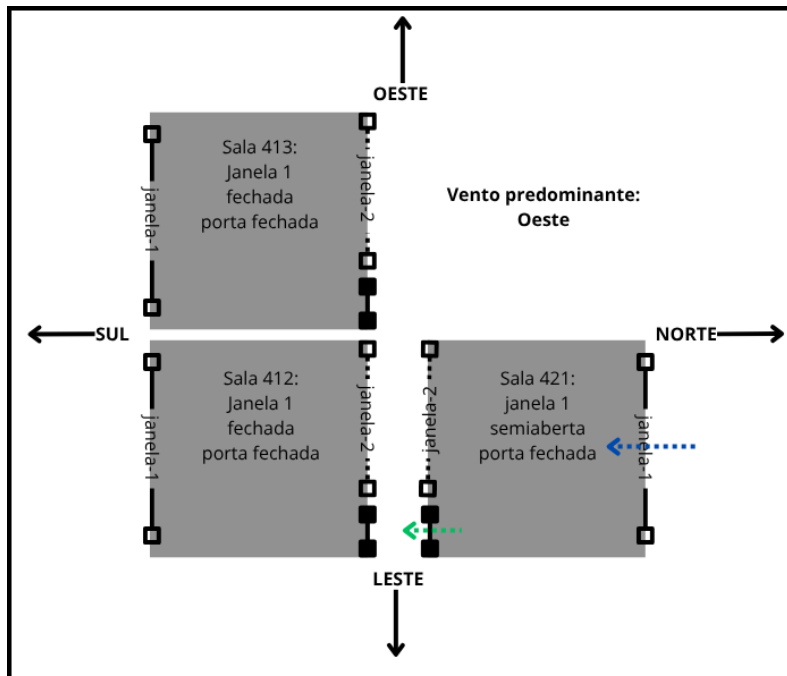 OESTE
Sala 413:
Janela 1
fechada
porta fechada
janela-1
janela-2
Vento predominante:
Oeste
SUL
NORTE
Sala 412:
Janela 1
fechada
porta fechada
janela-1
janela-2
Sala 421:
janela 1
semiaberta
porta fechada
janela-2
janela-1
LESTE